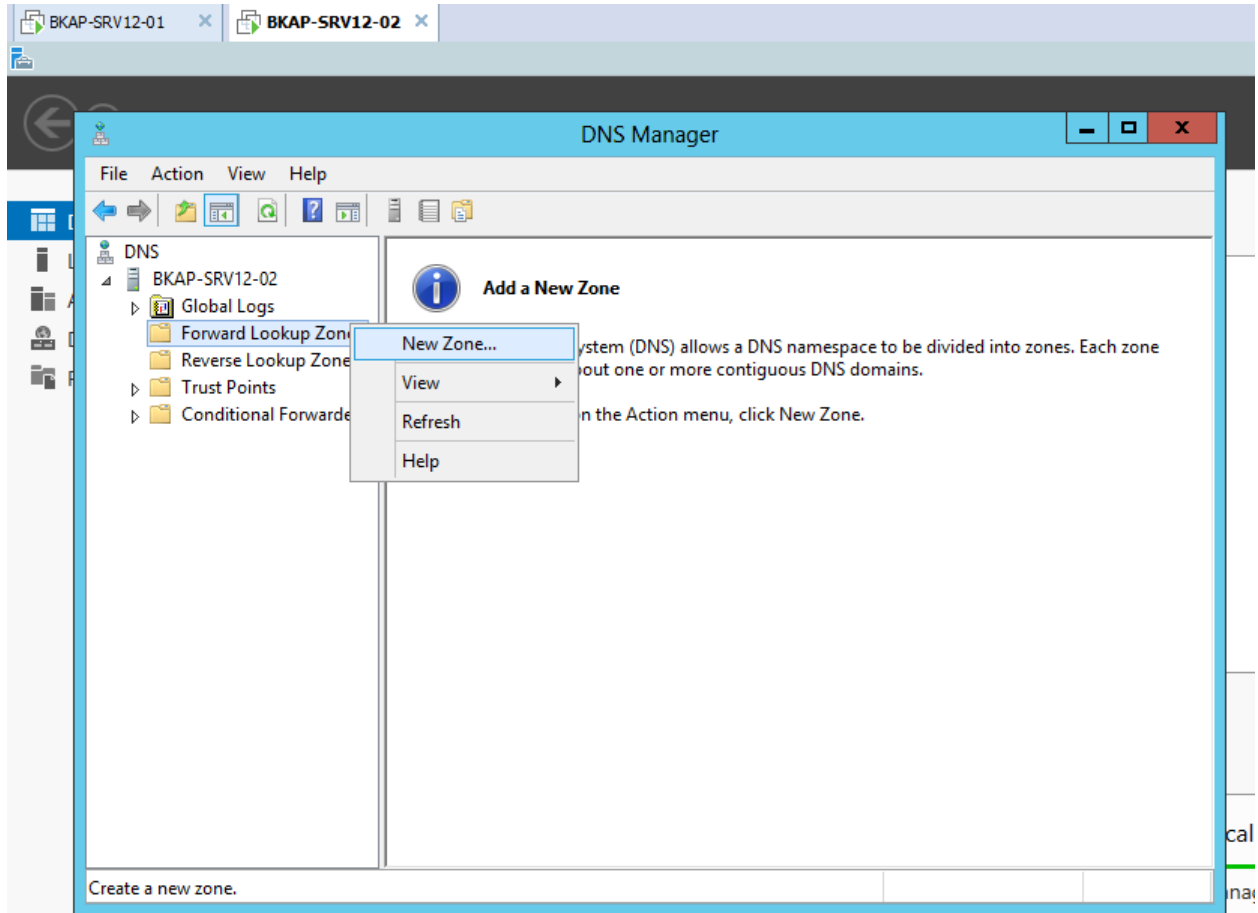 BKAP-SRV12-01
BKAP-SRV12-02
DNS Manager
File Action View Help
DNS
BKAP-SRV12-02
Global Logs
Forward Lookup Zone
Reverse Lookup Zone
Trust Points
Conditional Forwarde
Add a New Zone
ystem (DNS) allows a DNS namespace to be divided into zones. Each zone
out one or more contiguous DNS domains.
n the Action menu, click New Zone.
New Zone...
View
Refresh
Help
Create a new zone.
cal